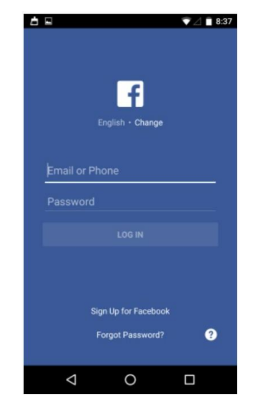 8:37
English · Change
Email or Phone
Password
LOG IN
Sign Up for Facebook
Forgot Password?
?